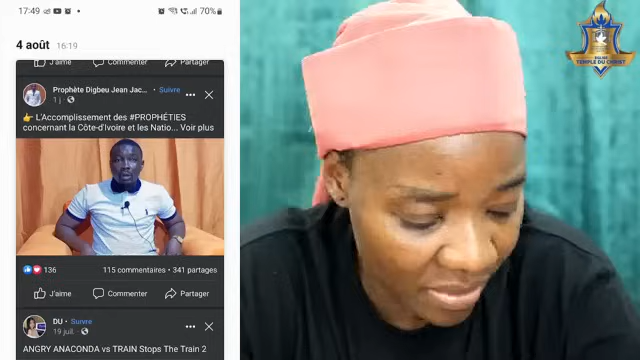 17:49
70%
4 août 16:19
J'aime Commenter Partager
Prophète Digbeu Jean Jac... • Suivre
1 j •
L'Accomplissement des #PROPHÉTIES
concernant la Côte-d'Ivoire et les Natio... Voir plus
136 115 commentaires • 341 partages
J'aime Commenter Partager
DU • Suivre
19 juil. •
ANGRY ANACONDA vs TRAIN Stops The Train 2
EGLISE
TEMPLE DU CHRIST